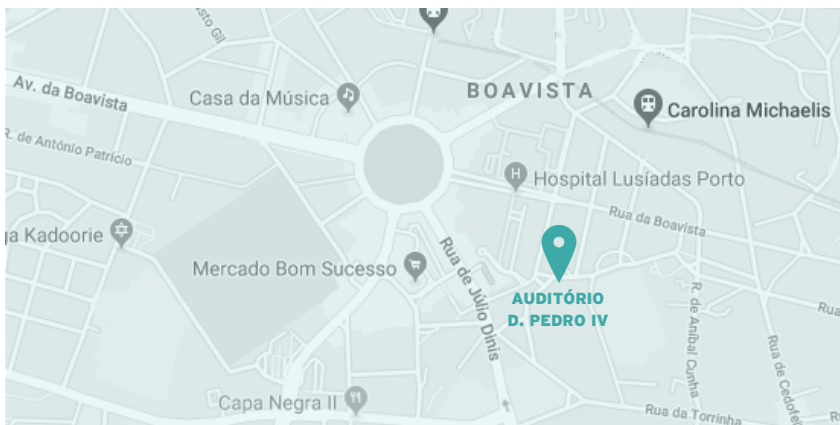 BOAVISTA
Casa da Música
Av. da Boavista
Carolina Michaelis
R. de António Patrício
H
Hospital Lusíadas Porto
Rua da Boavista
Kadoorie
Mercado Bom Sucesso
Rua de Júlio Dinis
AUDITÓRIO
D. PEDRO IV
R. de Aníbal Cunha
Rua de
Capa Negra II
Rua da Torrinha